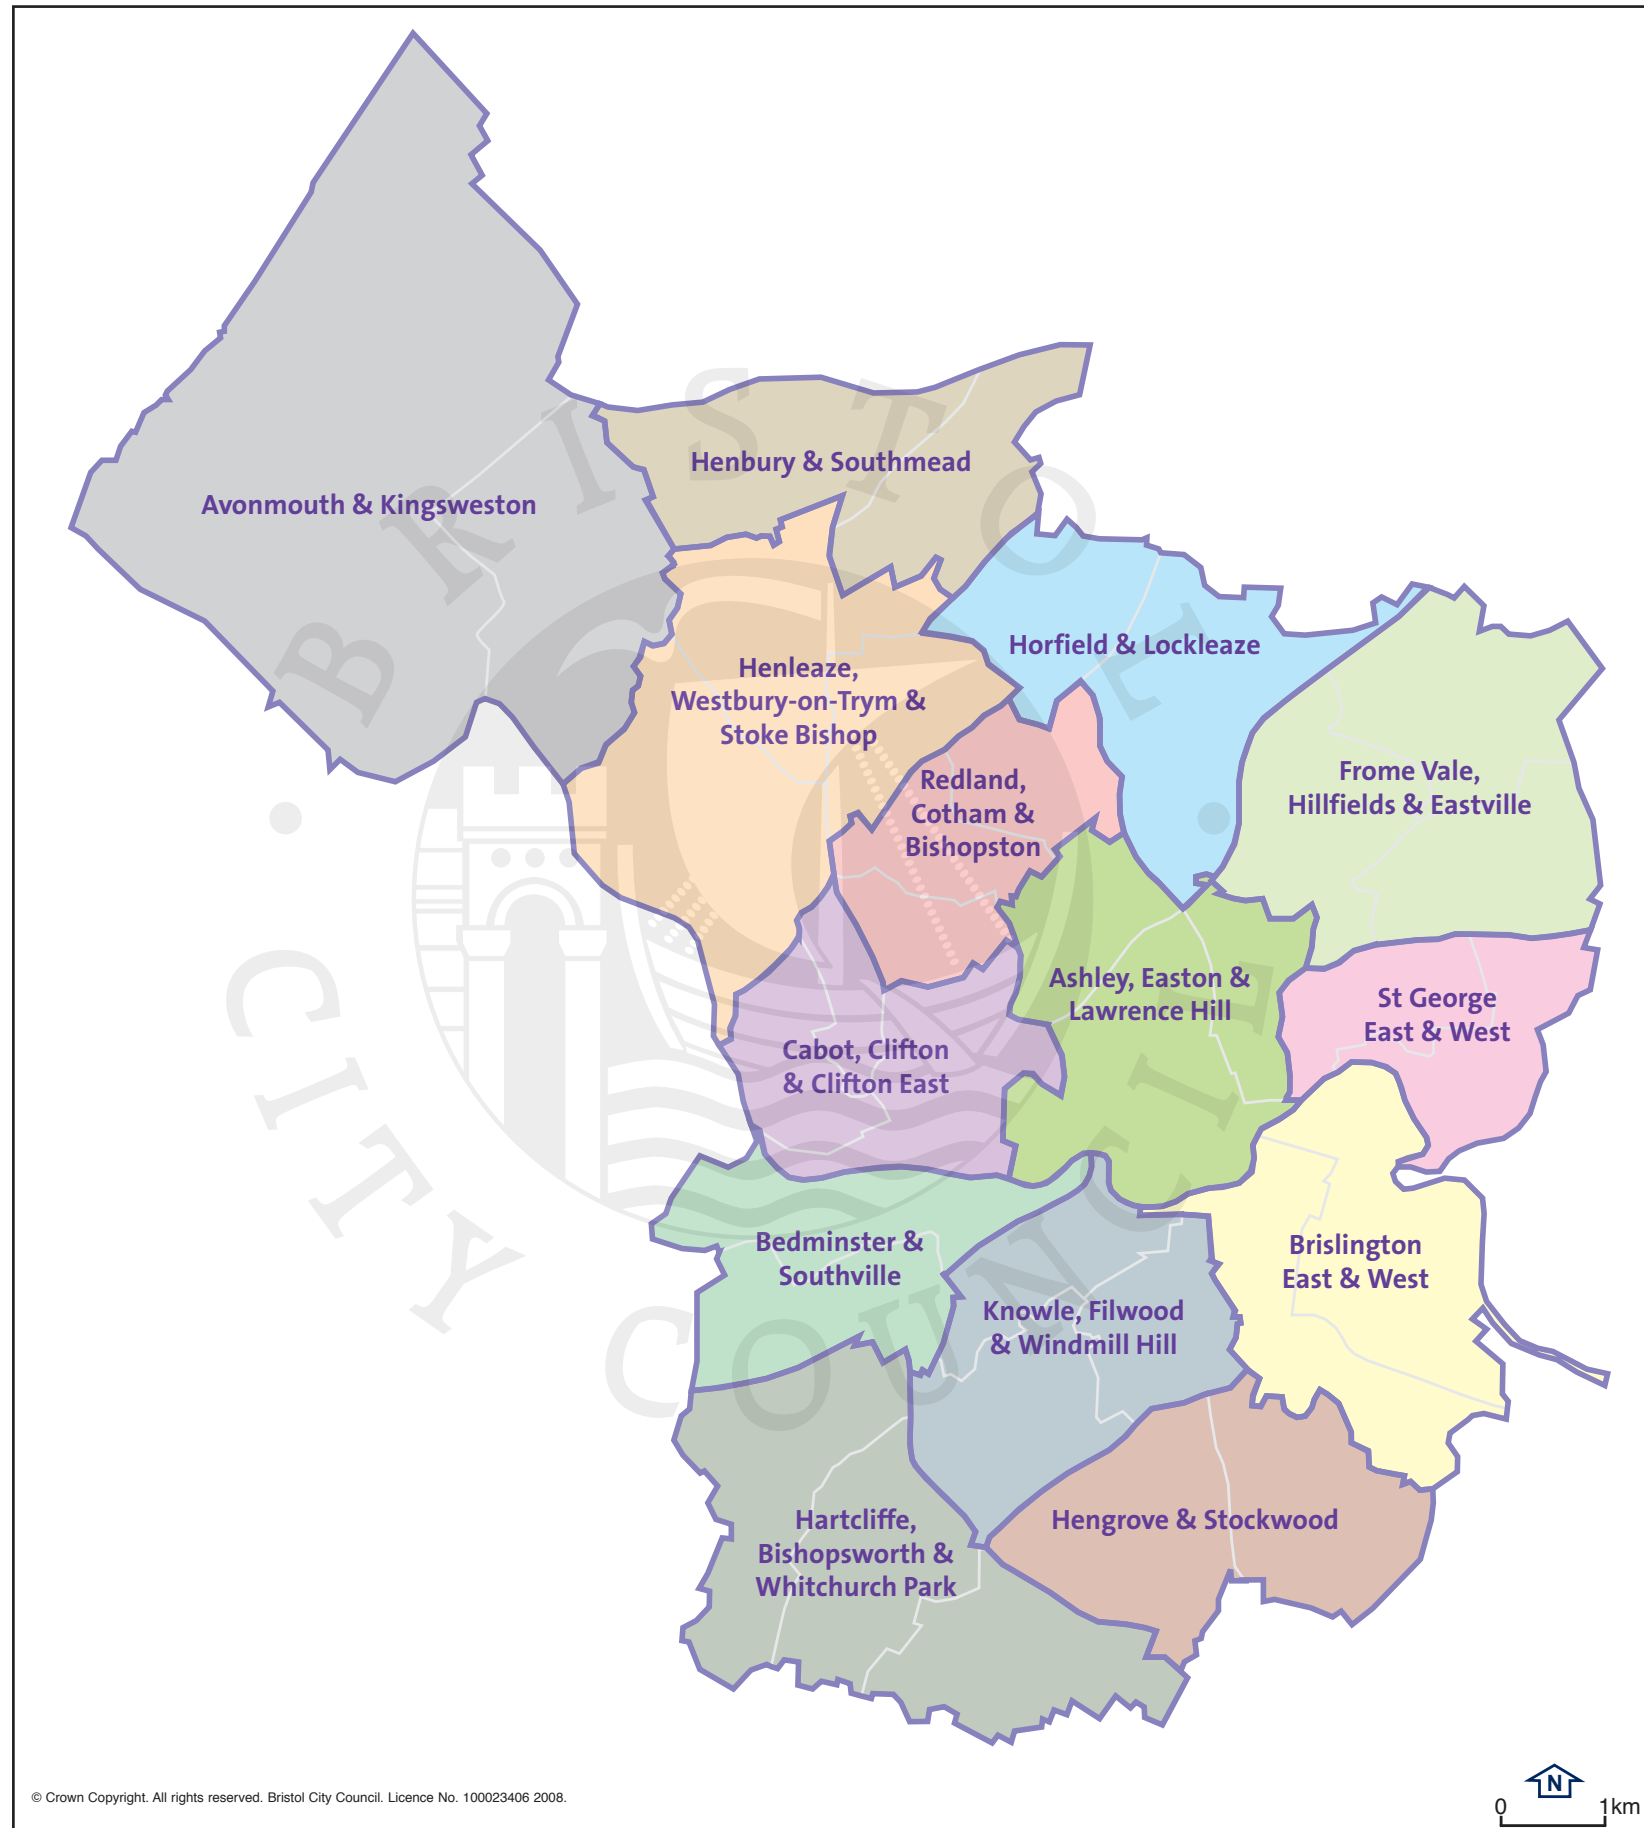 Avonmouth & Kingsweston
Henbury & Southmead
Horfield & Lockleaze
Henleaze,
Westbury-on-Trym &
Stoke Bishop
Redland,
Cotham &
Bishopston
Frome Vale,
Hillfields & Eastville
Ashley, Easton &
Lawrence Hill
St George
East & West
Cabot, Clifton
& Clifton East
Bedminster &
Southville
Brislington
East & West
Knowle, Filwood
& Windmill Hill
Hartcliffe,
Bishopsworth &
Whitchurch Park
Hengrove & Stockwood
BRISTOL
CITY COUNCIL
© Crown Copyright. All rights reserved. Bristol City Council. Licence No. 100023406 2008.
N
0 1km